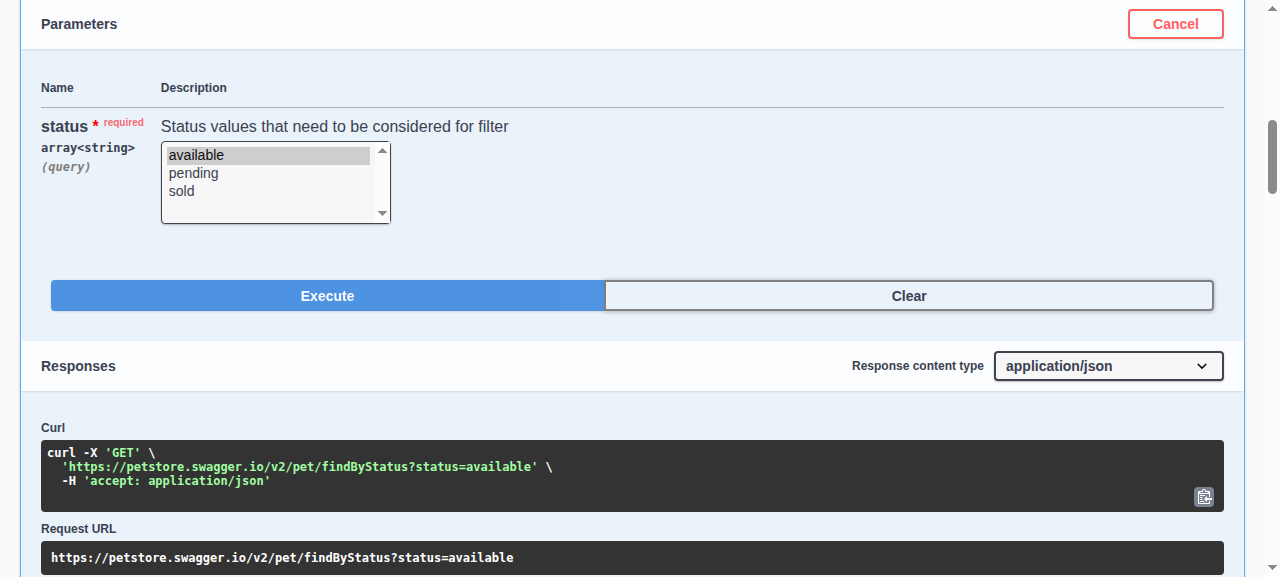 Parameters
Cancel
Name Description
status * required
Status values that need to be considered for filter
array<string>
(query)
available
pending
sold
Execute
Clear
Responses
Response content type
application/json
Curl
curl -X 'GET' \
  'https://petstore.swagger.io/v2/pet/findByStatus?status=available' \
  -H 'accept: application/json'
Request URL
https://petstore.swagger.io/v2/pet/findByStatus?status=available